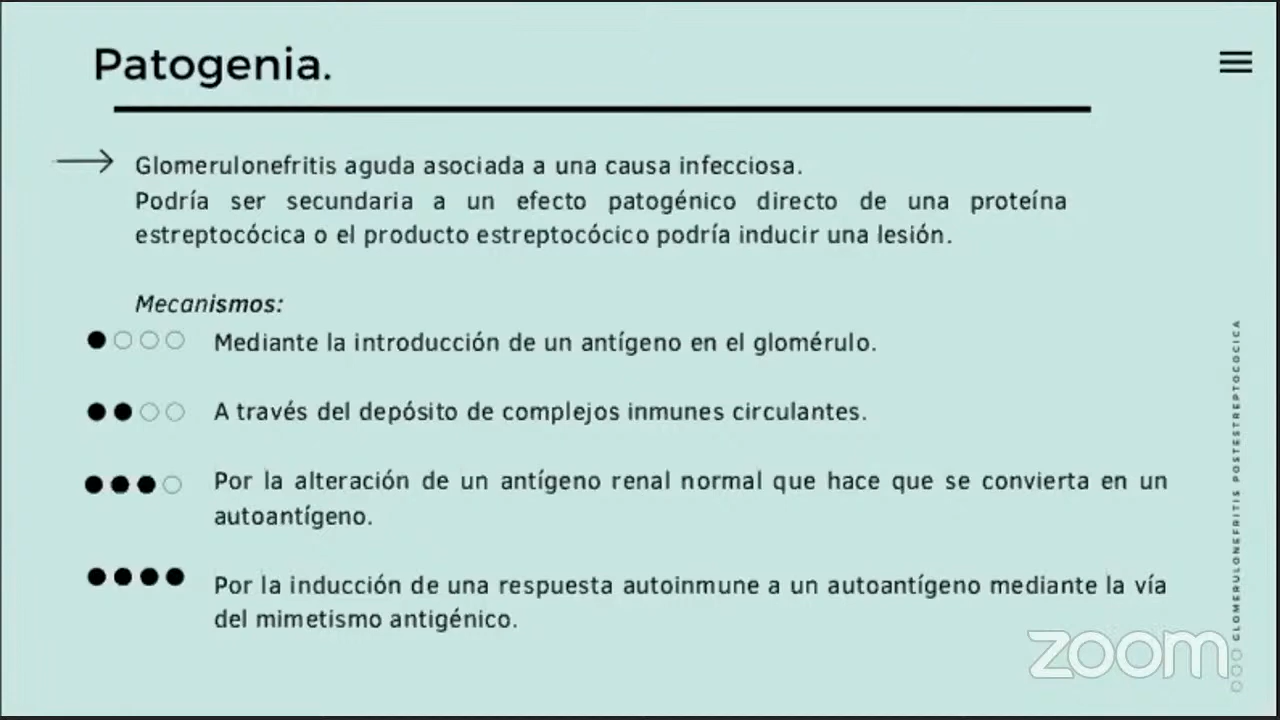 Patogenia.
Glomerulonefritis aguda asociada a una causa infecciosa.
Podría ser secundaria a un efecto patogénico directo de una proteína
estreptocócica o el producto estreptocócico podría inducir una lesión.
Mecanismos:
Mediante la introducción de un antígeno en el glomérulo.
A través del depósito de complejos inmunes circulantes.
Por la alteración de un antígeno renal normal que hace que se convierta en un
autoantígeno.
Por la inducción de una respuesta autoinmune a un autoantígeno mediante la vía
del mimetismo antigénico.
GLOMERULONEFRITIS POSTESTREPTOCOCICA
zoom